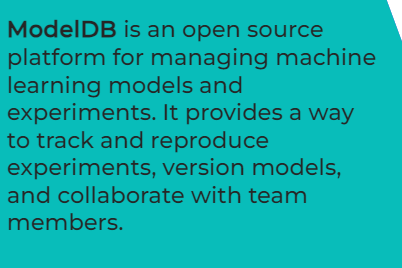 ModelDB is an open source
platform for managing machine
learning models and
experiments. It provides a way
to track and reproduce
experiments, version models,
and collaborate with team
members.